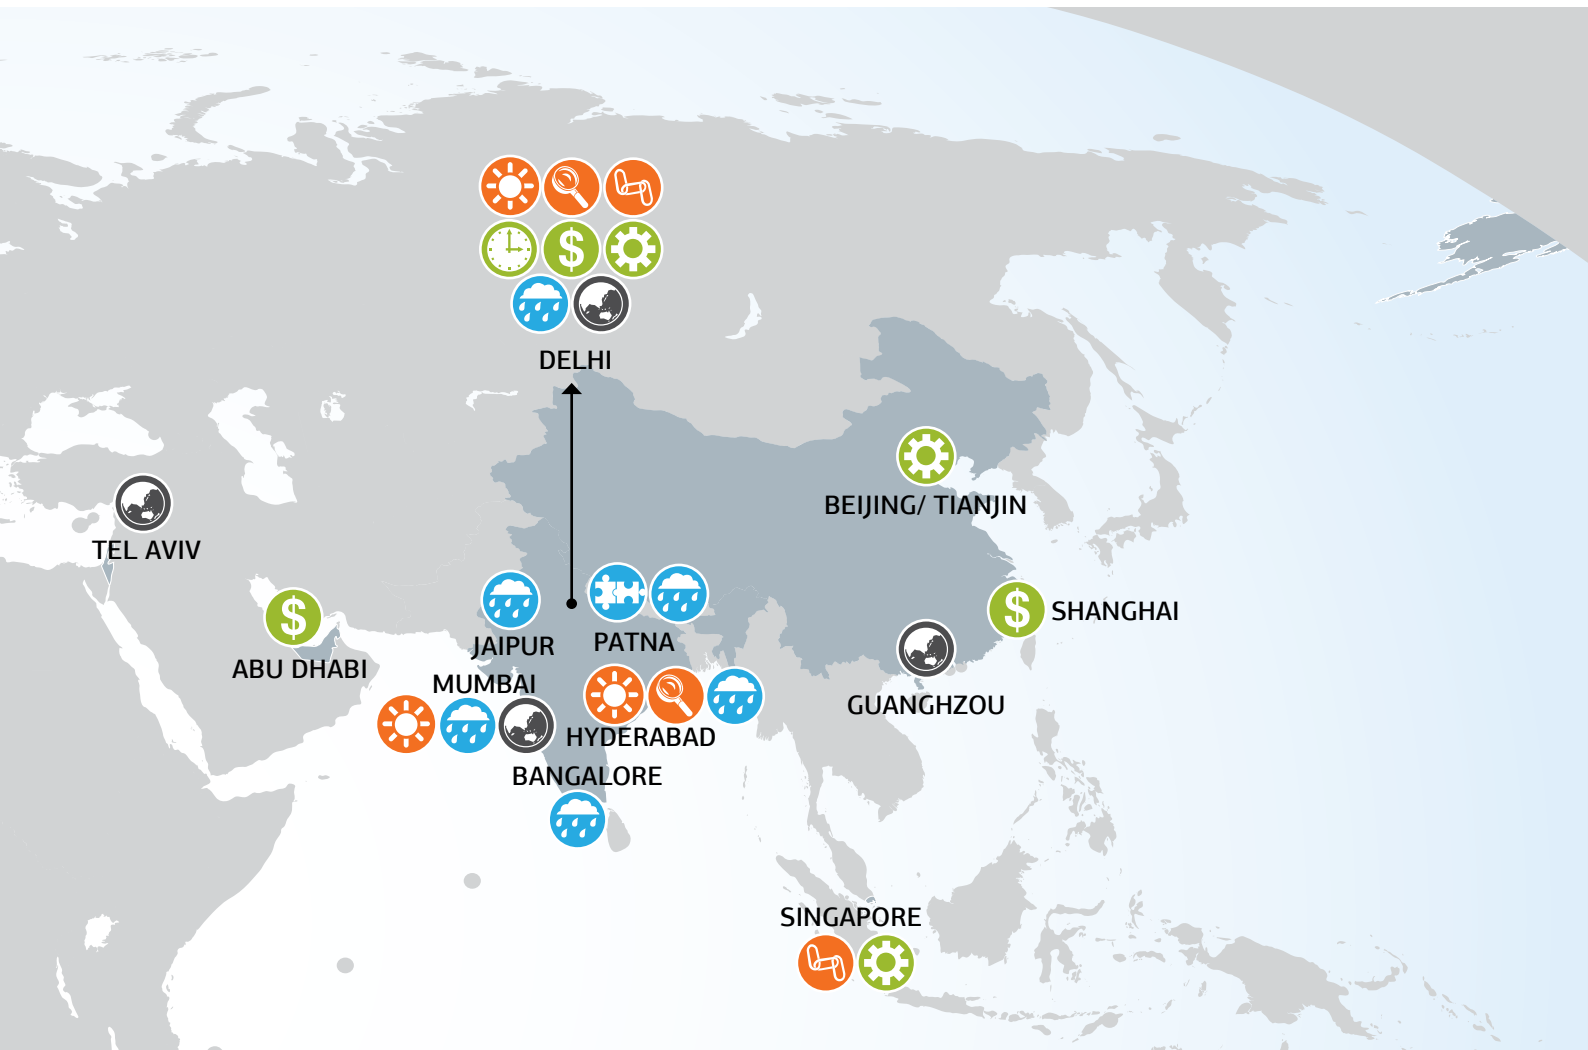 DELHI
BEIJING/ TIANJIN
TEL AVIV
$ SHANGHAI
$
$
JAIPUR
PATNA
ABU DHABI
MUMBAI
GUANGHZOU
HYDERABAD
BANGALORE
SINGAPORE